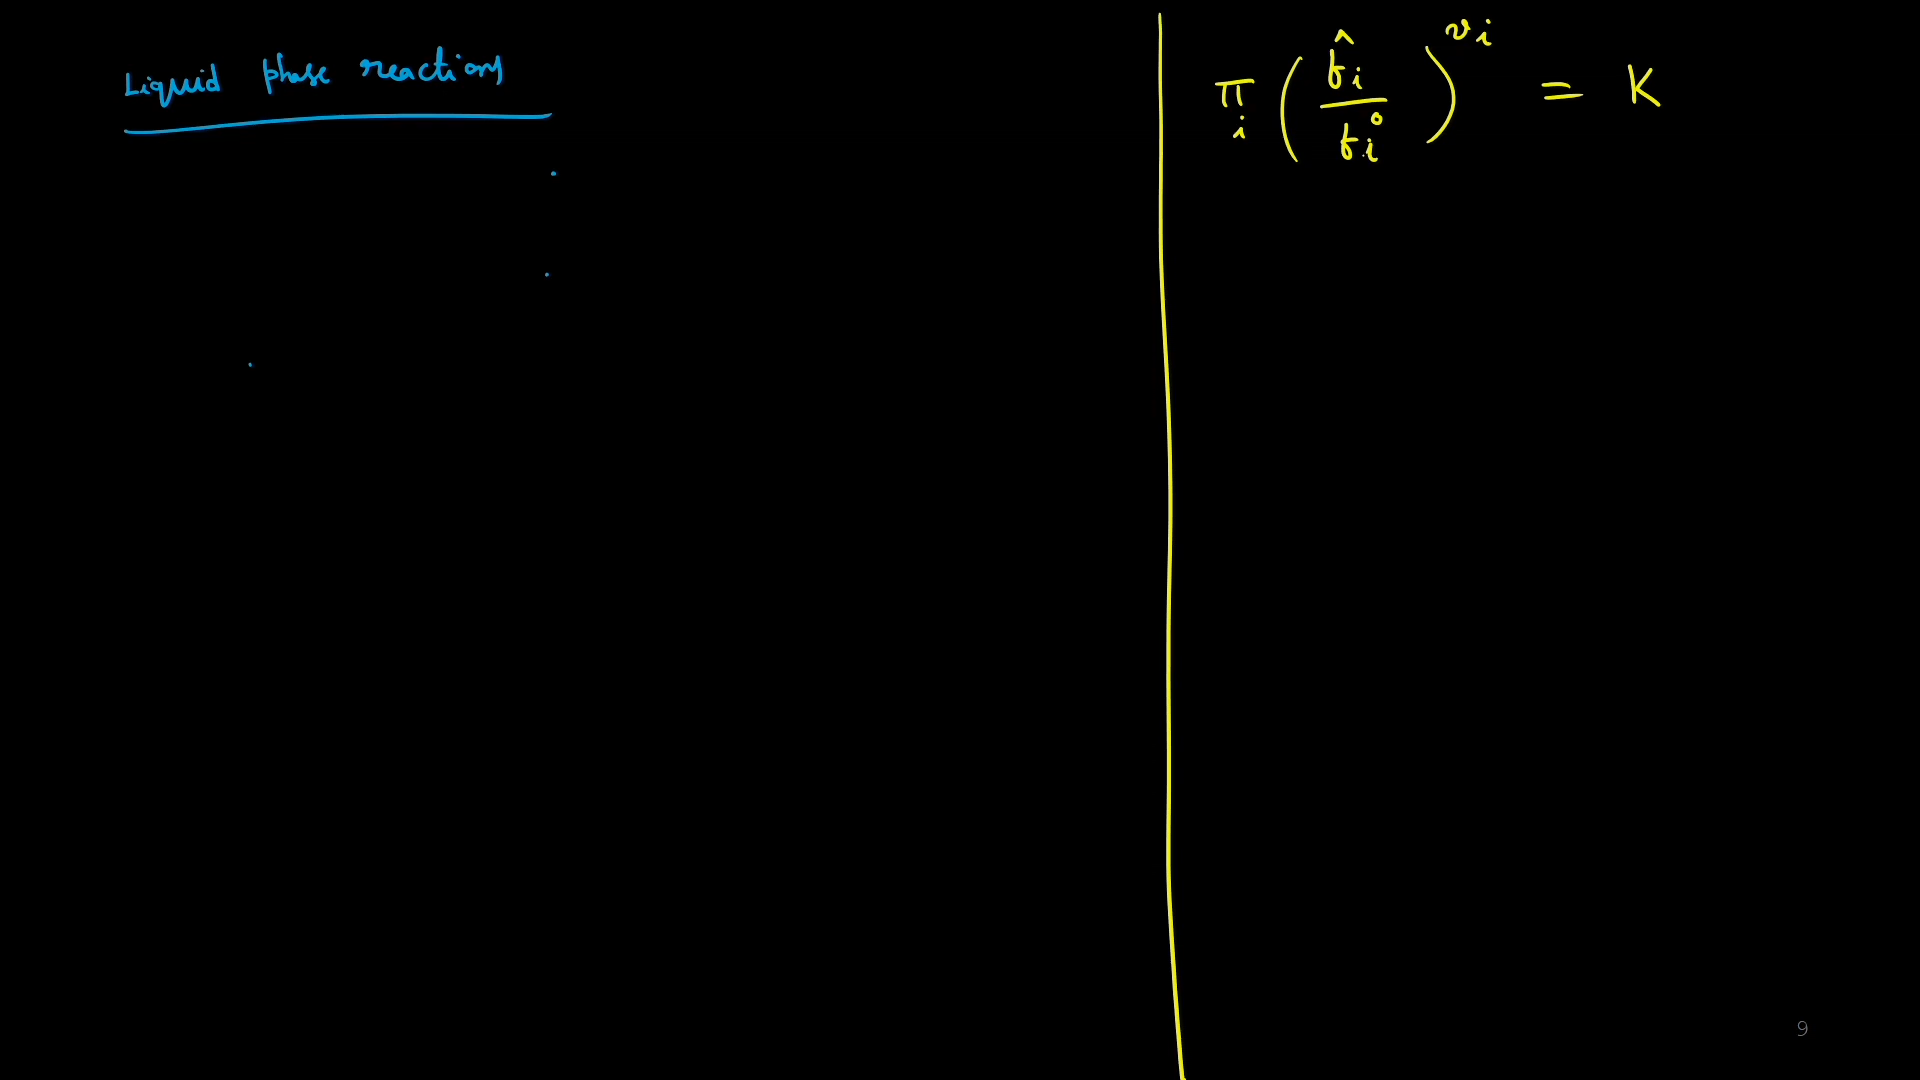 Liquid phase reactions
π_i ( f̂_i / f_i^o )^{ν_i} = K
9